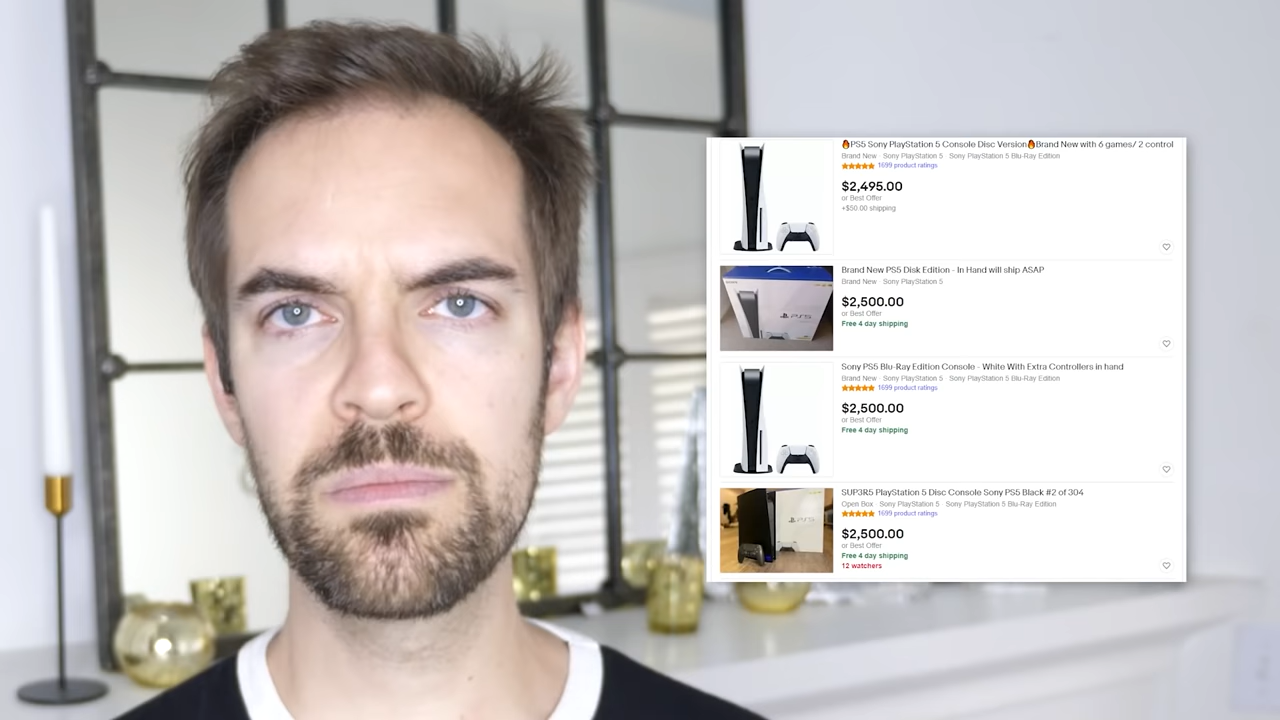 🔥PS5 Sony PlayStation 5 Console Disc Version🔥Brand New with 6 games/ 2 control
Brand New · Sony PlayStation 5 · Sony PlayStation 5 Blu-Ray Edition
1699 product ratings
$2,495.00
or Best Offer
+$50.00 shipping
Brand New PS5 Disk Edition - In Hand will ship ASAP
Brand New · Sony PlayStation 5
$2,500.00
or Best Offer
Free 4 day shipping
PS5
Sony PS5 Blu-Ray Edition Console - White With Extra Controllers in hand
Brand New · Sony PlayStation 5 · Sony PlayStation 5 Blu-Ray Edition
1699 product ratings
$2,500.00
or Best Offer
Free 4 day shipping
SUP3R5 PlayStation 5 Disc Console Sony PS5 Black #2 of 304
Open Box · Sony PlayStation 5 · Sony PlayStation 5 Blu-Ray Edition
1699 product ratings
$2,500.00
or Best Offer
Free 4 day shipping
12 watchers
PS5